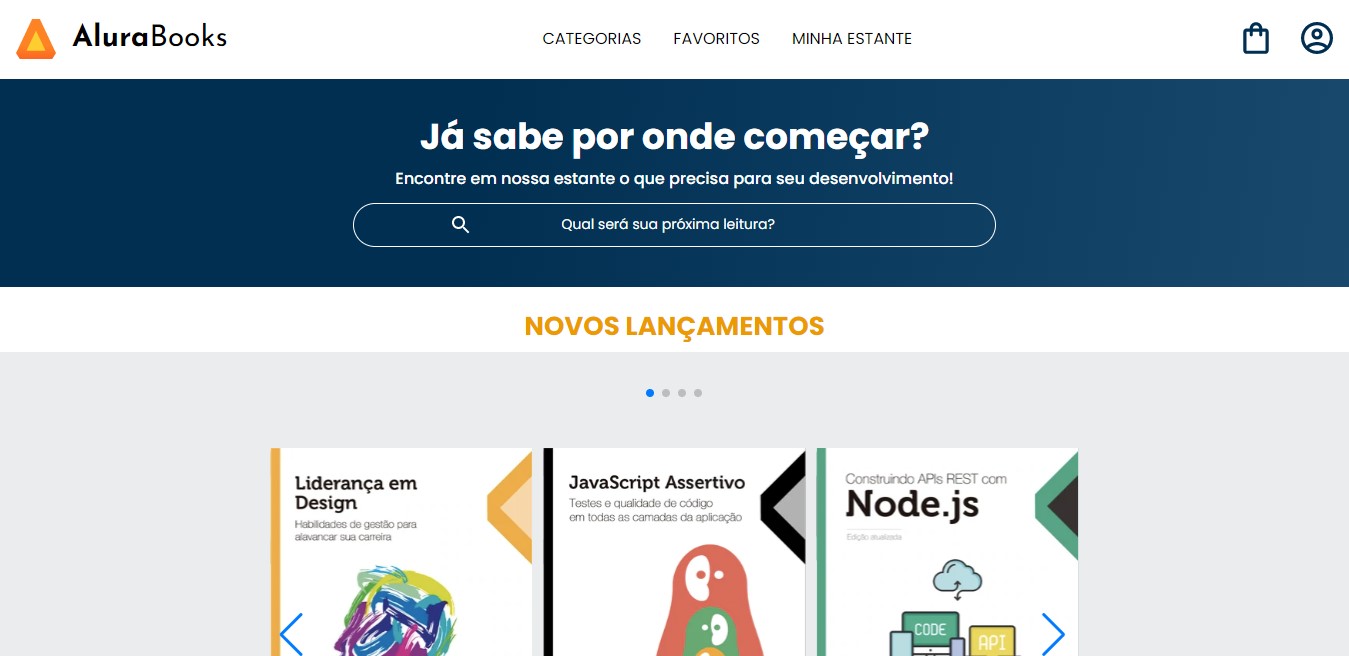 AluraBooks
CATEGORIAS
FAVORITOS
MINHA ESTANTE
Já sabe por onde começar?
Encontre em nossa estante o que precisa para seu desenvolvimento!
Qual será sua próxima leitura?
NOVOS LANÇAMENTOS
Liderança em
Design
Habilidades de gestão para
alavancar sua carreira
JavaScript Assertivo
Testes e qualidade de código
em todas as camadas da aplicação
Construindo APIs REST com
Node.js
Edição atualizada
CODE
API